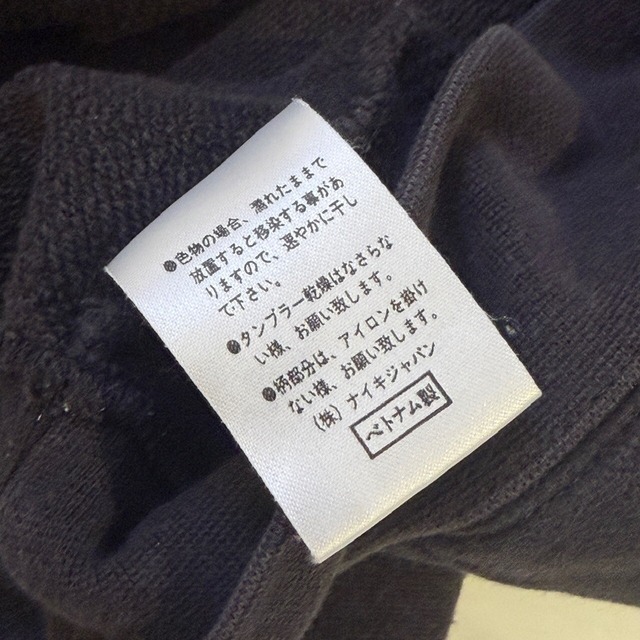 ●色物の場合、濡れたままで
放置すると移染する事があ
りますので、速やかに干し
て下さい。
●タンブラー乾燥はなさらな
い様、お願い致します。
●柄部分は、アイロンを掛け
ない様、お願い致します。
(株)ナイキジャパン
ベトナム製